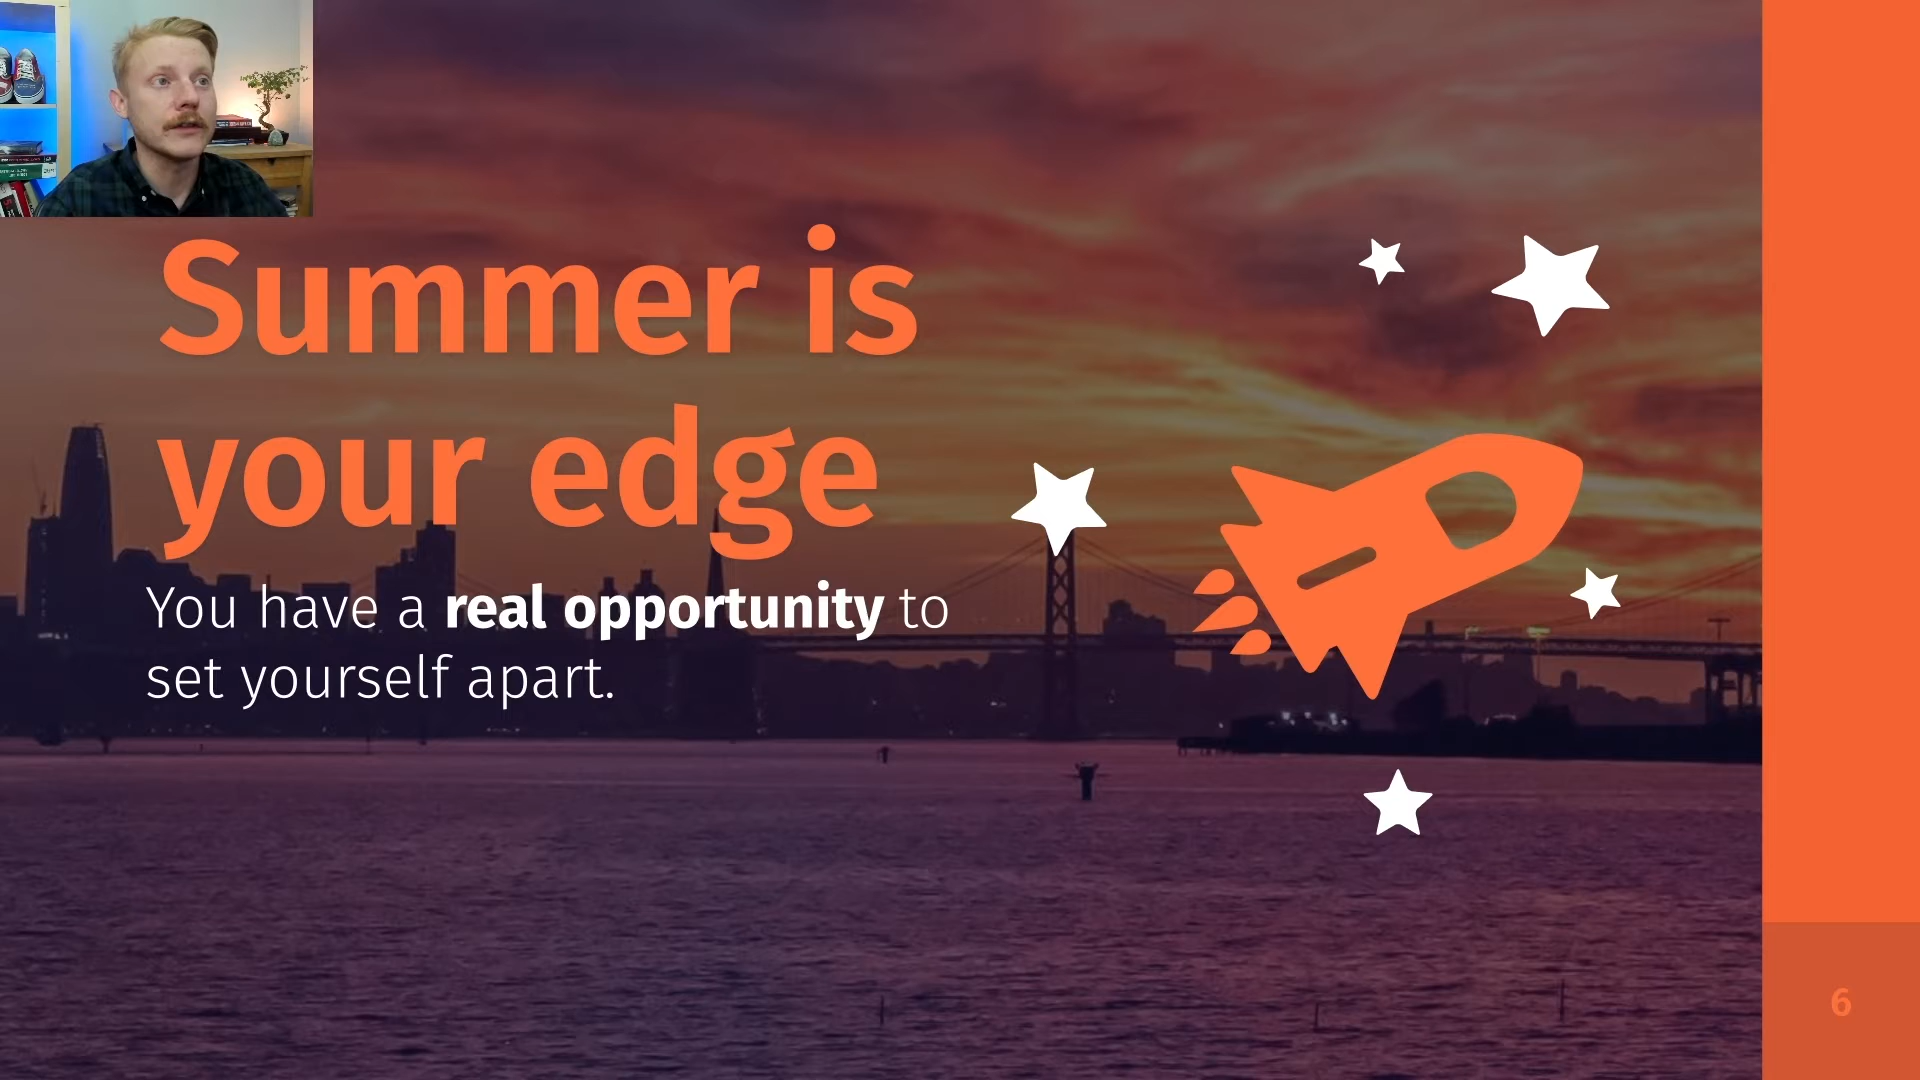 Summer is
your edge
You have a real opportunity to
set yourself apart.
6